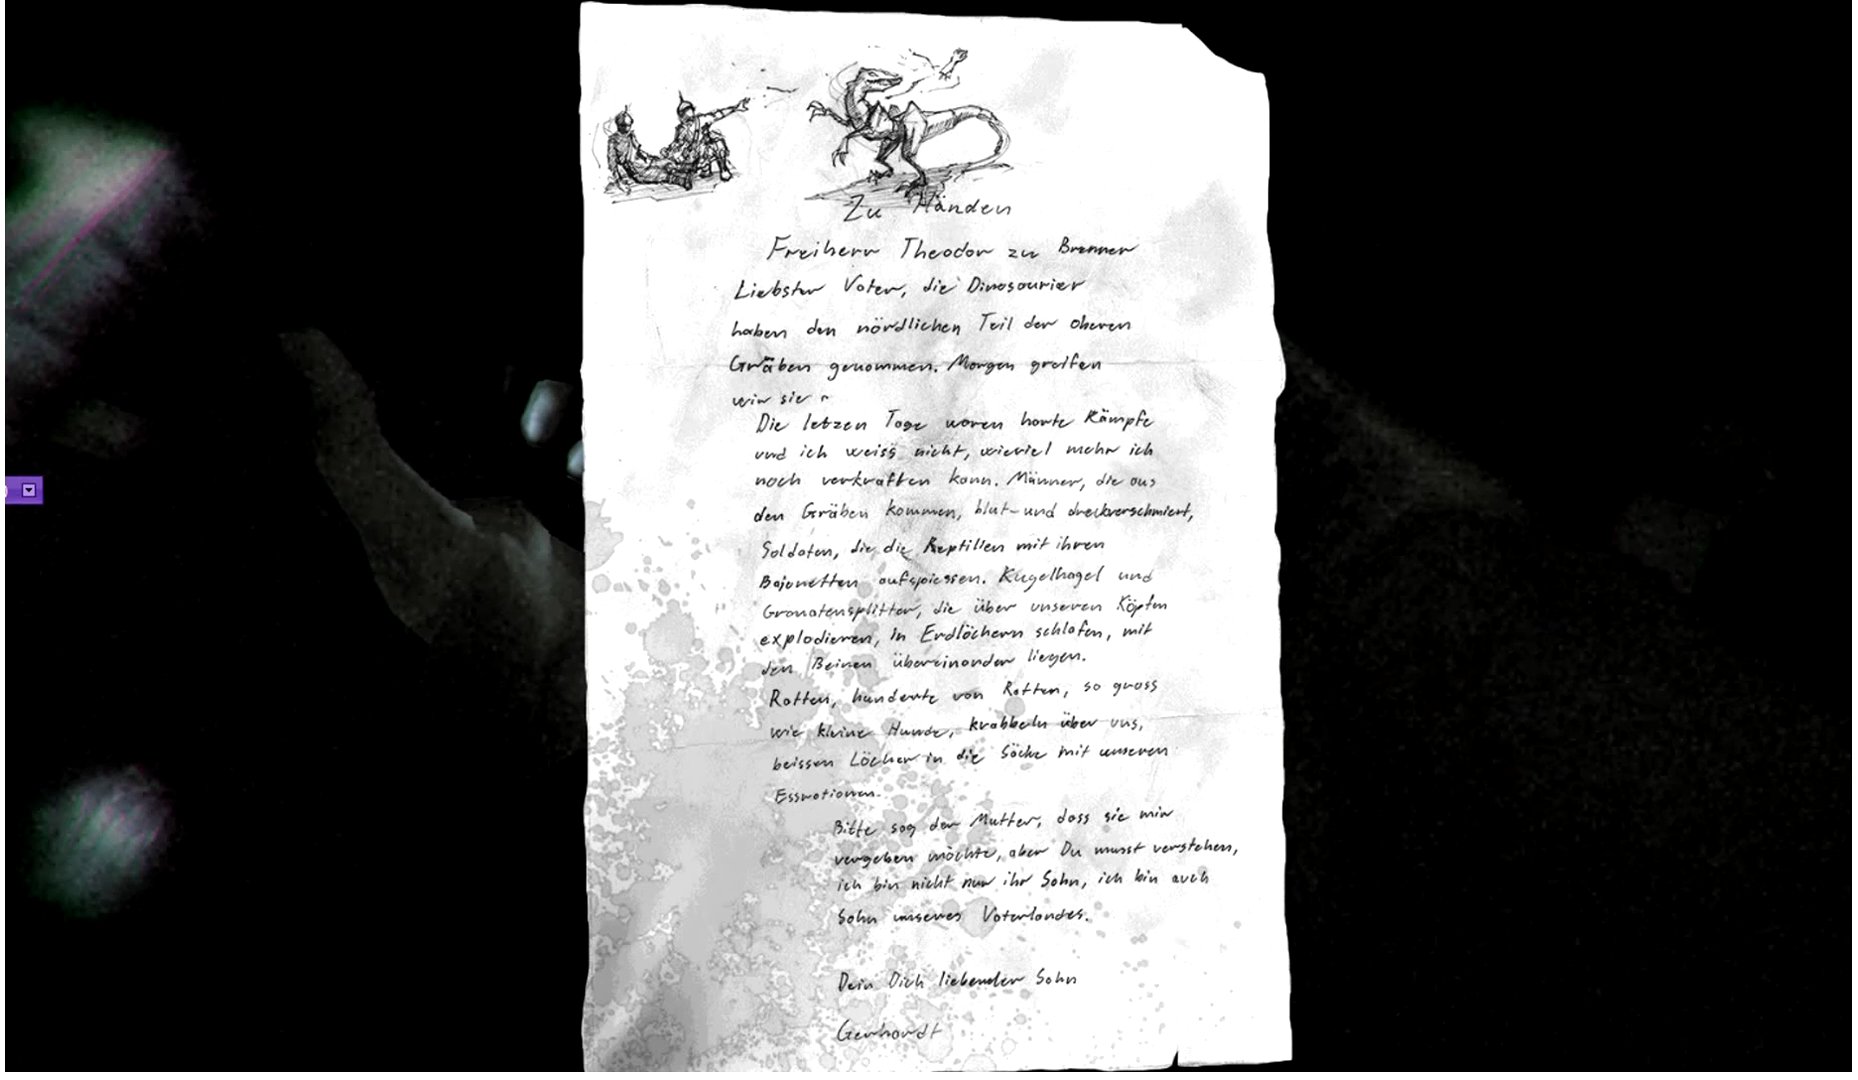 Zu Händen
Freiherr Theodor zu Brenner
Liebster Vater, die Dinosaurier
haben den nördlichen Teil der oberen
Gräben genommen. Morgen greifen
wir sie
Die letzen Tage waren harte Kämpfe
und ich weiss nicht, wieviel mehr ich
noch verkraften kann. Männer, die aus
den Gräben kommen, blut- und dreckverschmiert,
Soldaten, die die Reptilien mit ihren
Bajonetten aufspiessen. Kugelhagel und
Granatensplitter, die über unseren Köpfen
explodieren, in Erdlöchern schlafen, mit
den Beinen übereinander liegen.
Ratten, hunderte von Ratten, so gross
wie kleine Hunde, krabbeln über uns,
beissen Löcher in die Säcke mit unseren
Essrationen.
Bitte sag der Mutter, dass sie mir
vergeben möchte, aber Du musst verstehen,
ich bin nicht nur ihr Sohn, ich bin auch
Sohn unseres Vaterlandes.
Dein Dich liebender Sohn
Gerhardt